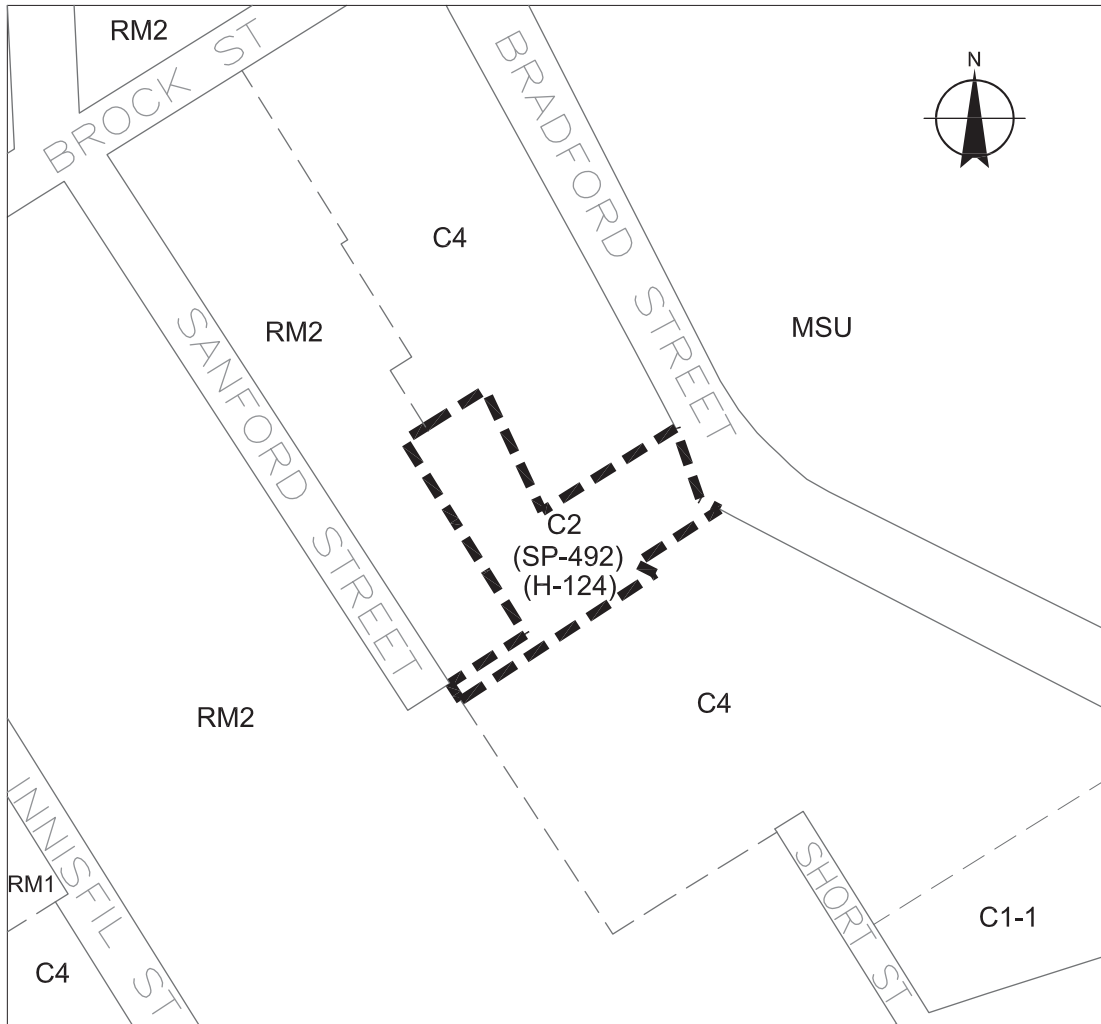 RM2
BROCK ST
BRADFORD STREET
N
C4
MSU
RM2
SANFORD STREET
C2
(SP-492)
(H-124)
RM2
C4
INNISFIL ST
RM1
SHORT ST
C1-1
C4